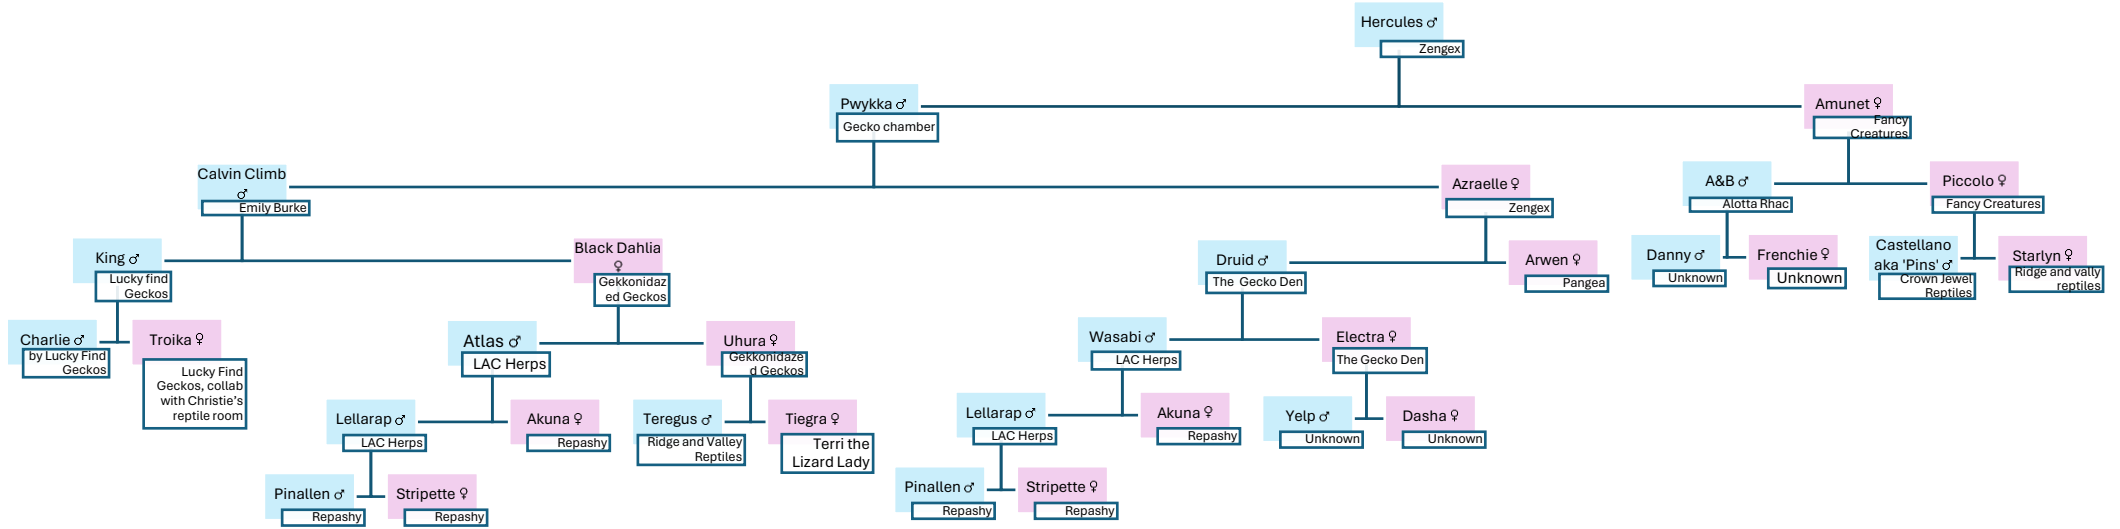 Hercules ♂
Zengex
Pwykka ♂
Gecko chamber
Amunet ♀
Fancy
Creatures
Calvin Climb
♂
Emily Burke
Azraelle ♀
Zengex
A&B ♂
Alotta Rhac
Piccolo ♀
Fancy Creatures
King ♂
Lucky find
Geckos
Black Dahlia
♀
Gekkonidaz
ed Geckos
Druid ♂
The Gecko Den
Arwen ♀
Pangea
Danny ♂
Unknown
Frenchie ♀
Unknown
Castellano
aka 'Pins' ♂
Crown Jewel
Reptiles
Starlyn ♀
Ridge and vally
reptiles
Charlie ♂
by Lucky Find
Geckos
Troika ♀
Lucky Find
Geckos, collab
with Christie's
reptile room
Atlas ♂
LAC Herps
Uhura ♀
Gekkonidaze
d Geckos
Wasabi ♂
LAC Herps
Electra ♀
The Gecko Den
Lellarap ♂
LAC Herps
Akuna ♀
Repashy
Teregus ♂
Ridge and Valley
Reptiles
Tiegra ♀
Terri the
Lizard Lady
Lellarap ♂
LAC Herps
Akuna ♀
Repashy
Yelp ♂
Unknown
Dasha ♀
Unknown
Pinallen ♂
Repashy
Stripette ♀
Repashy
Pinallen ♂
Repashy
Stripette ♀
Repashy